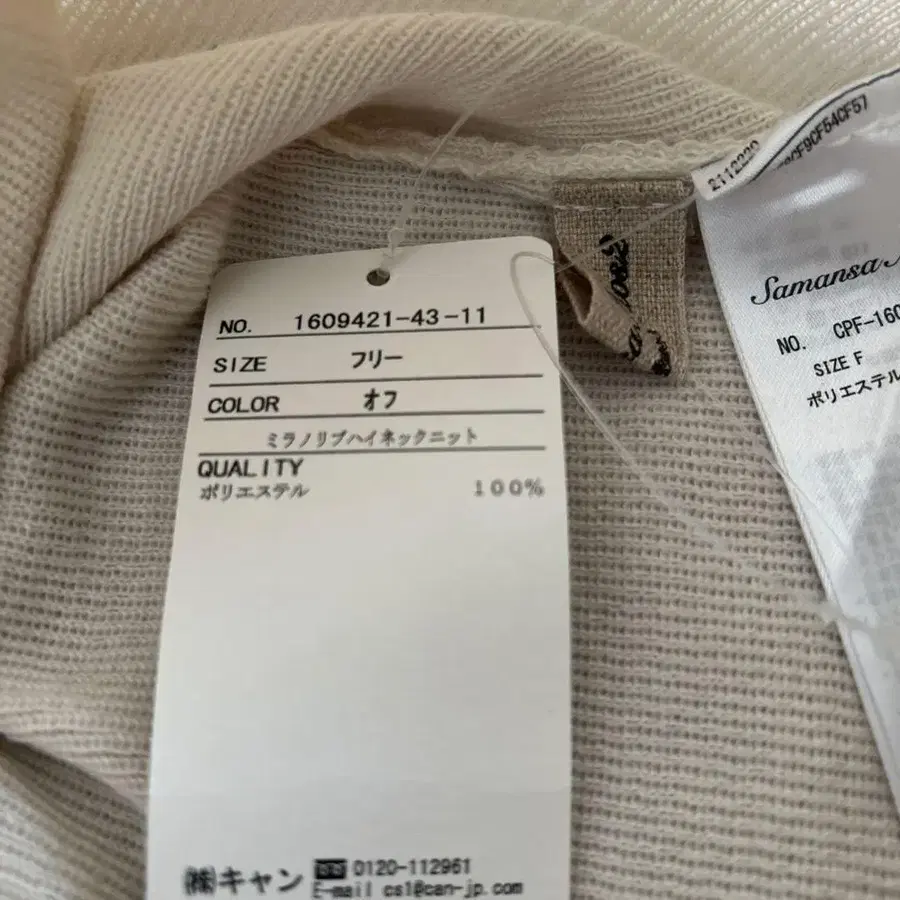 NO. 1609421-43-11
SIZE フリー
COLOR オフ
ミラノリブハイネックニット
QUALITY
ポリエステル 100%
㈱キャン 0120-112961
E-mail cs1@can-jp.com
Samansa
NO. CPF-160
SIZE F
ポリエステル